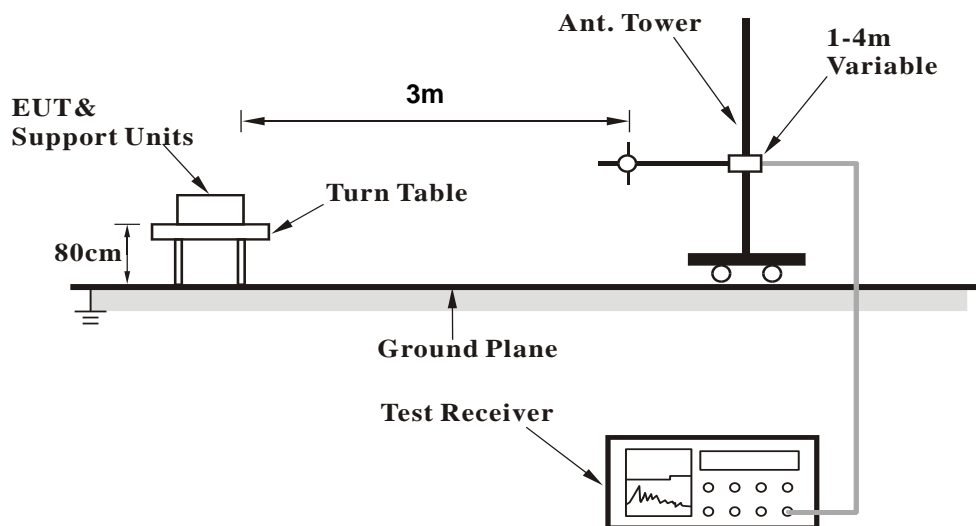 Ant. Tower
1-4m
Variable
3m
EUT &
Support Units
Turn Table
80cm
Ground Plane
Test Receiver